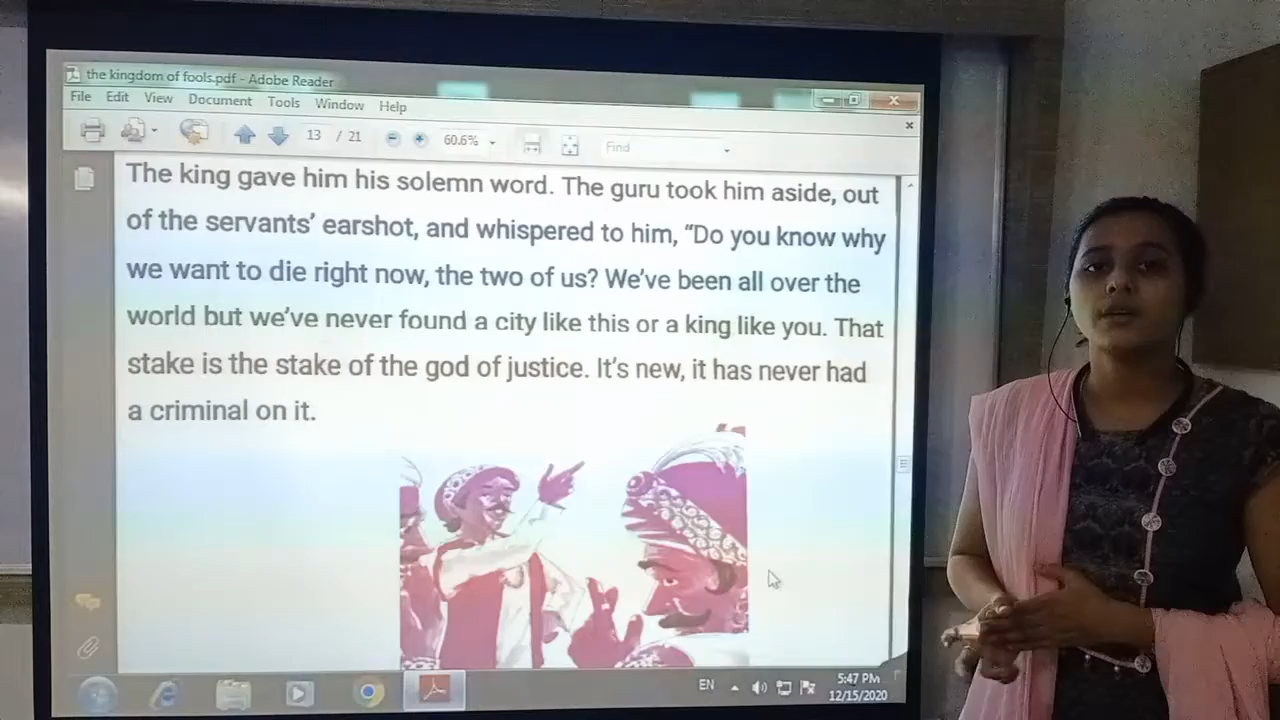 the kingdom of fools.pdf - Adobe Reader
File Edit View Document Tools Window Help
13 / 21 60.6% Find
The king gave him his solemn word. The guru took him aside, out
of the servants’ earshot, and whispered to him, “Do you know why
we want to die right now, the two of us? We’ve been all over the
world but we’ve never found a city like this or a king like you. That
stake is the stake of the god of justice. It’s new, it has never had
a criminal on it.
EN 5:47 PM
12/15/2020